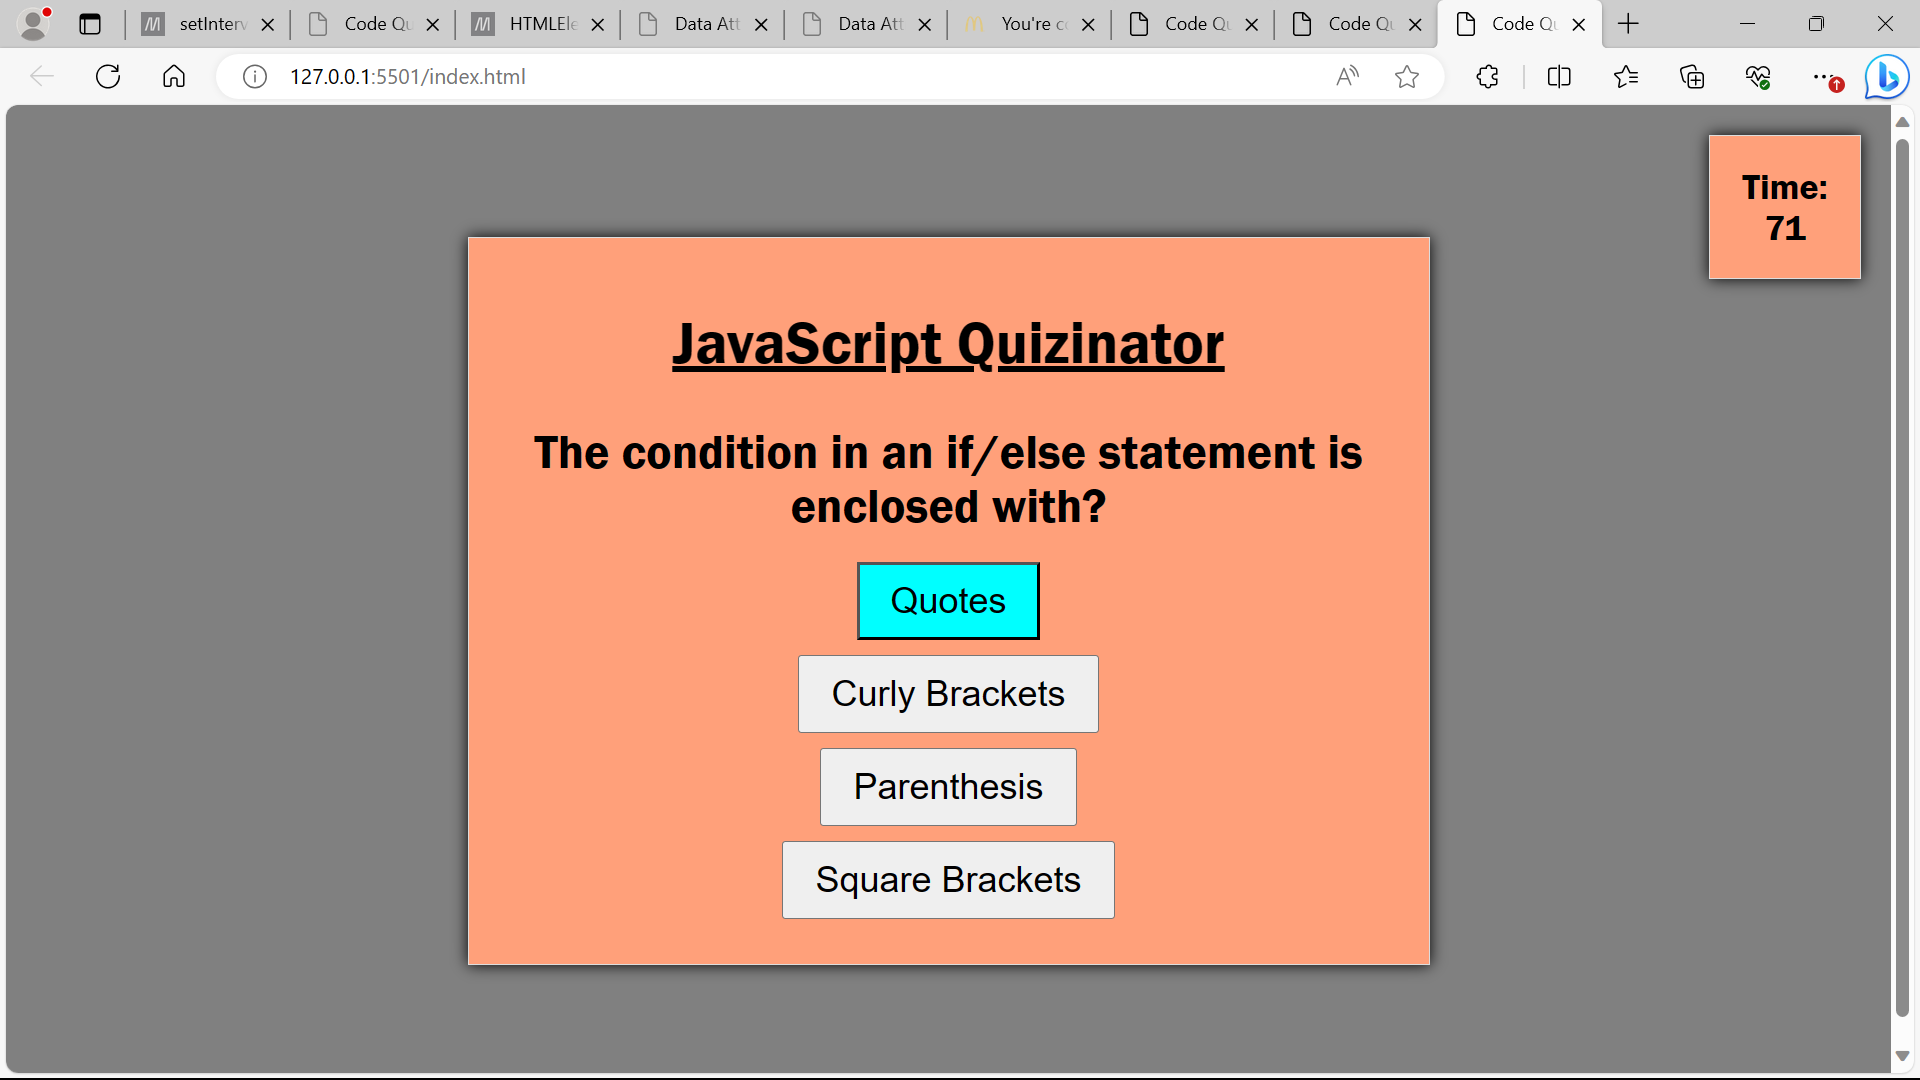 setInterv
Code Qu
HTMLEle
Data Att
Data Att
You're co
Code Qu
Code Qu
Code Qu
127.0.0.1:5501/index.html
Time:
71
JavaScript Quizinator
The condition in an if/else statement is
enclosed with?
Quotes
Curly Brackets
Parenthesis
Square Brackets